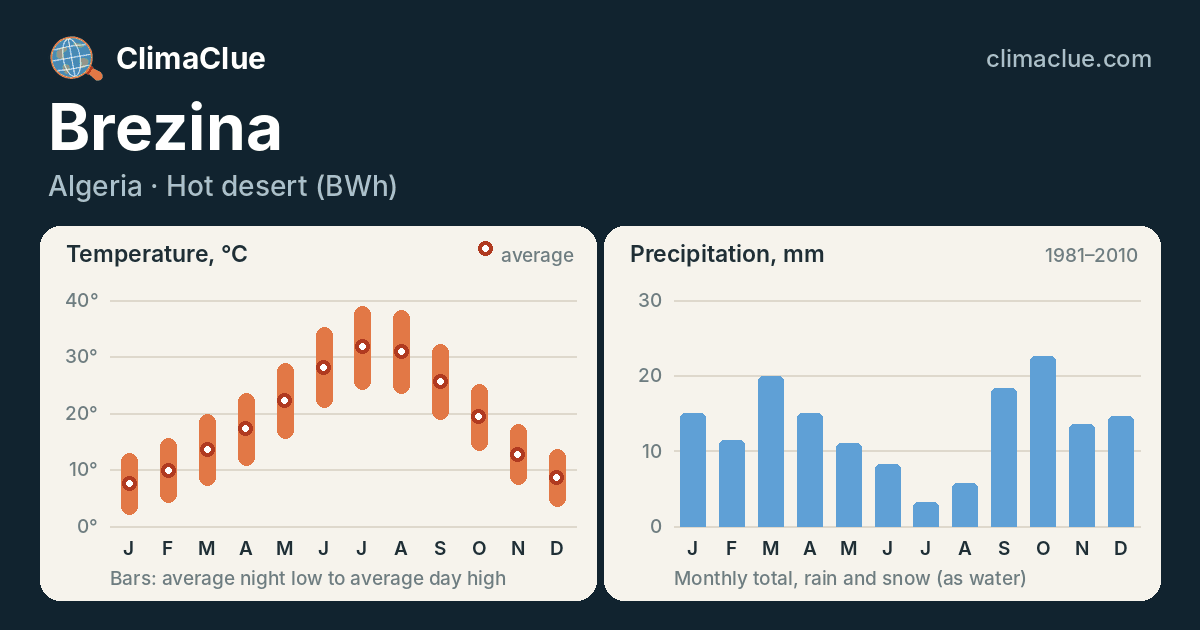 ClimaClue
climaclue.com
Brezina
Algeria · Hot desert (BWh)
Temperature, °C
average
40°
30°
20°
10°
0°
J F M A M J J A S O N D
Bars: average night low to average day high
Precipitation, mm
1981–2010
30
20
10
0
J F M A M J J A S O N D
Monthly total, rain and snow (as water)